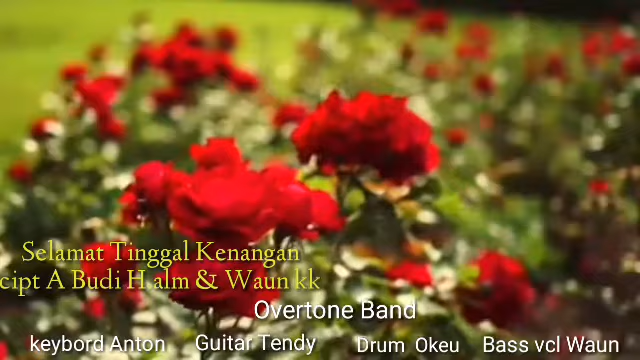 Selamat Tinggal Kenangan
cipt A Budi H alm & Waun kk
Overtone Band
keybord Anton Guitar Tendy Drum Okeu Bass vcl Waun